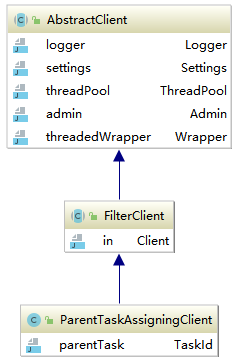 AbstractClient
logger Logger
settings Settings
threadPool ThreadPool
admin Admin
threadedWrapper Wrapper
FilterClient
in Client
ParentTaskAssigningClient
parentTask TaskId